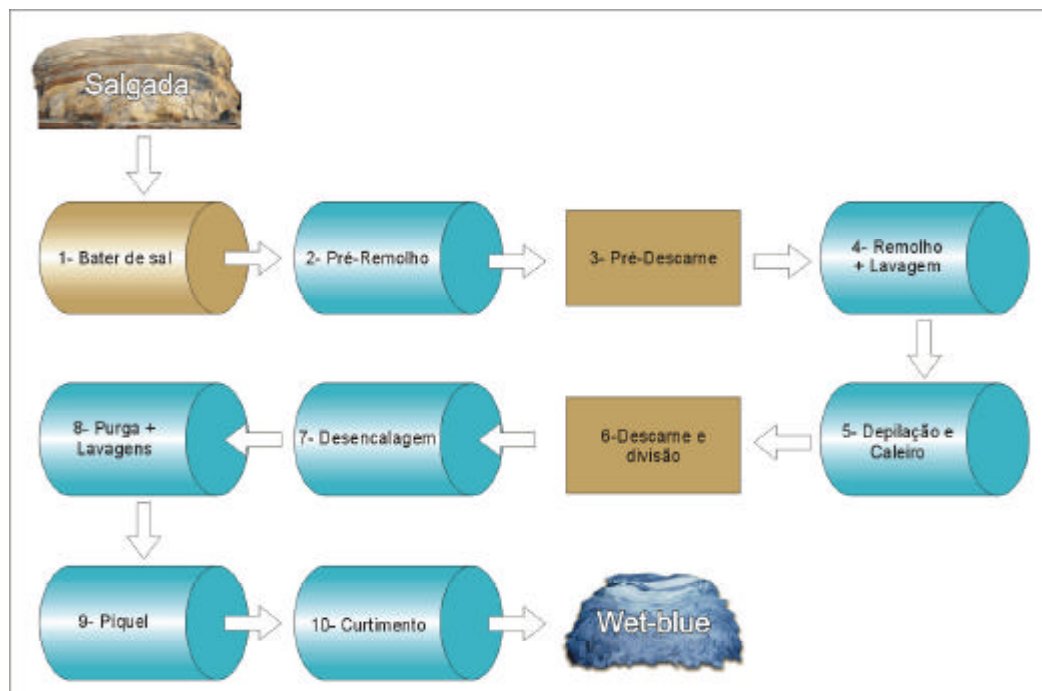 Salgada
1- Bater de sal
2- Pré-Remolho
3- Pré-Descarne
4- Remolho
+ Lavagem
5- Depilação e
Caleiro
6-Descarne e
divisão
7- Desencalagem
8- Purga +
Lavagens
9- Piquel
10- Curtimento
Wet-blue